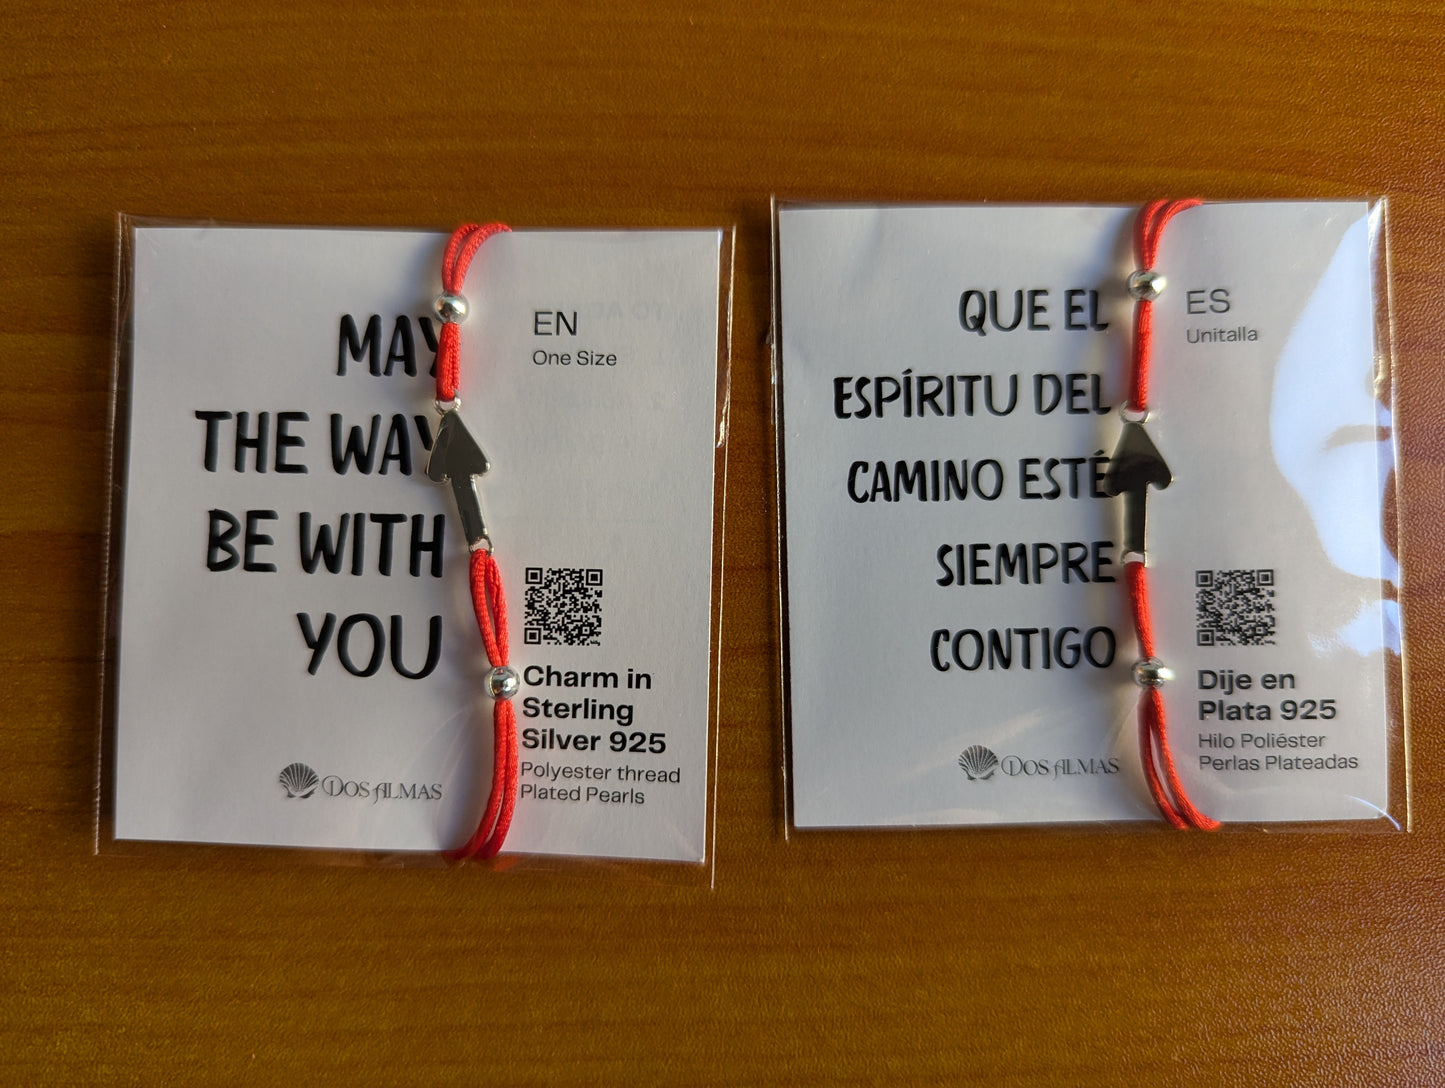 MAY
THE WAY
BE WITH
YOU
EN
One Size
Charm in
Sterling
Silver 925
Polyester thread
Plated Pearls
DOS ALMAS
QUE EL
ESPÍRITU DEL
CAMINO ESTÉ
SIEMPRE
CONTIGO
ES
Unitalla
Dije en
Plata 925
Hilo Poliéster
Perlas Plateadas
DOS ALMAS